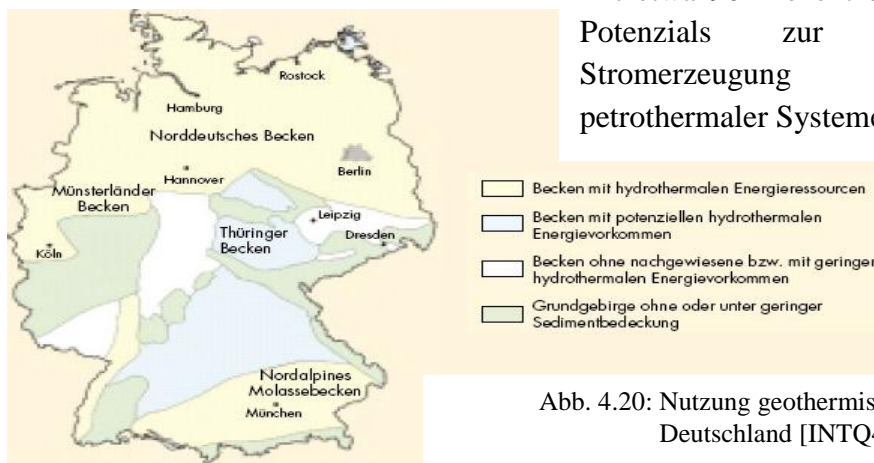 Potenzials zur
Stromerzeugung
petrothermaler Systeme
Rostock
Hamburg
Norddeutsches Becken
Berlin
Hannover
Münsterländer
Becken
Leipzig
Thüringer
Becken
Dresden
Köln
Nordalpines
Molassebecken
München
Becken mit hydrothermalen Energieressourcen
Becken mit potenziellen hydrothermalen
Energievorkommen
Becken ohne nachgewiesene bzw. mit geringen
hydrothermalen Energievorkommen
Grundgebirge ohne oder unter geringer
Sedimentbedeckung
Abb. 4.20: Nutzung geothermis
Deutschland [INTQ4